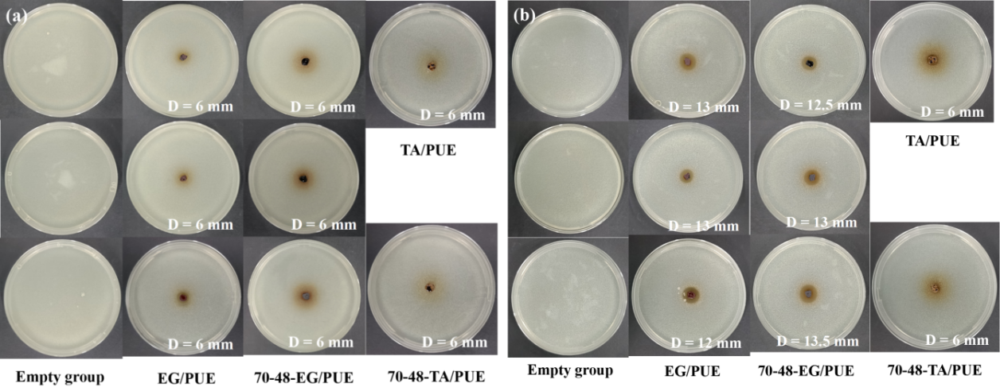 (a)
D = 6 mm
D = 6 mm
D = 6 mm
TA/PUE
D = 6 mm
D = 6 mm
D = 6 mm
D = 6 mm
D = 6 mm
Empty group
EG/PUE
70-48-EG/PUE
70-48-TA/PUE
(b)
D = 13 mm
D = 12.5 mm
D = 6 mm
TA/PUE
D = 13 mm
D = 13 mm
D = 12 mm
D = 13.5 mm
D = 6 mm
Empty group
EG/PUE
70-48-EG/PUE
70-48-TA/PUE